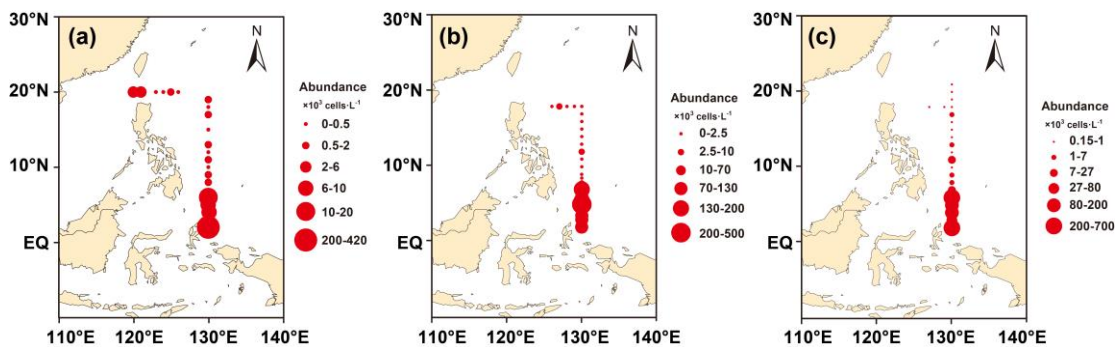 30°N
20°N
10°N
EQ
110°E
120°E
130°E
140°E
(a)
N
Abundance
×10³ cells·L⁻¹
0-0.5
0.5-2
2-6
6-10
10-20
200-420
30°N
20°N
10°N
EQ
110°E
120°E
130°E
140°E
(b)
N
Abundance
×10³ cells·L⁻¹
0-2.5
2.5-10
10-70
70-130
130-200
200-500
30°N
20°N
10°N
EQ
110°E
120°E
130°E
140°E
(c)
N
Abundance
×10³ cells·L⁻¹
0.15-1
1-7
7-27
27-80
80-200
200-700